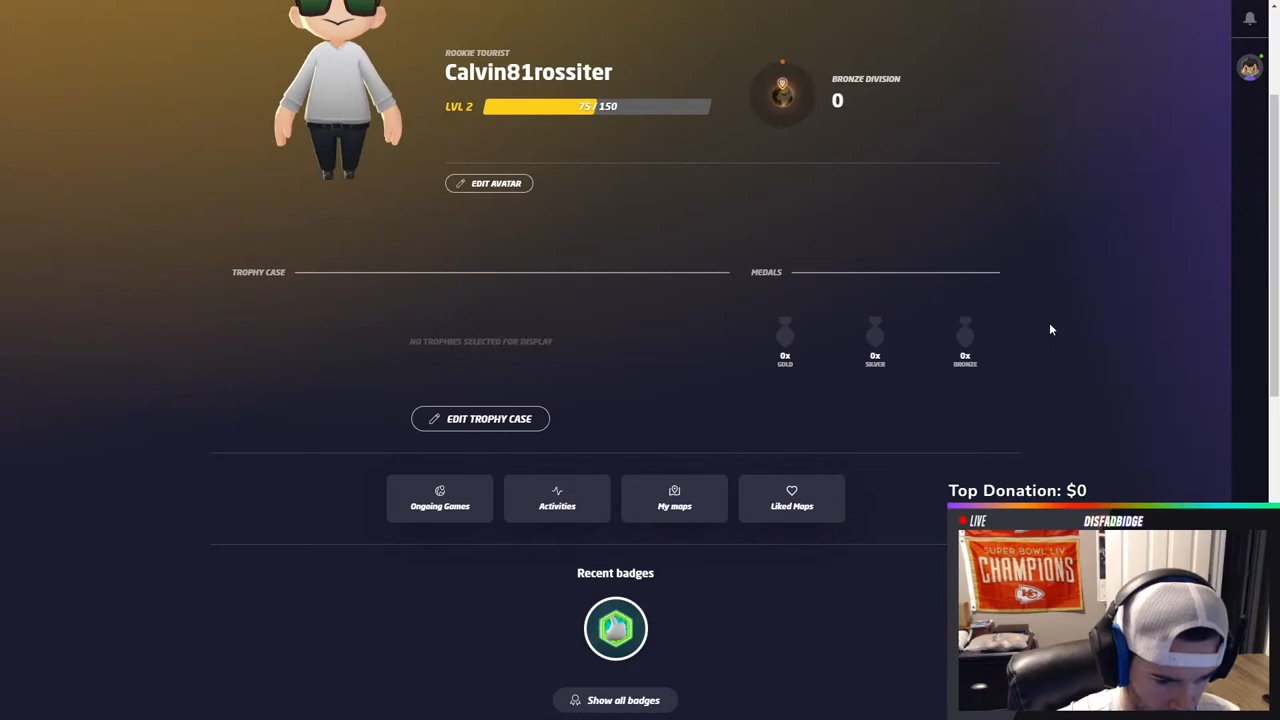 ROOKIE TOURIST
Calvin81rossiter
LVL 2
75 / 150
BRONZE DIVISION
0
EDIT AVATAR
TROPHY CASE
MEDALS
NO TROPHIES SELECTED FOR DISPLAY
0x
GOLD
0x
SILVER
0x
BRONZE
EDIT TROPHY CASE
Ongoing Games
Activities
My maps
Liked Maps
Top Donation: $0
LIVE
DISFADBIDGE
SUPER BOWL LIV
CHAMPIONS
KC
Recent badges
Show all badges